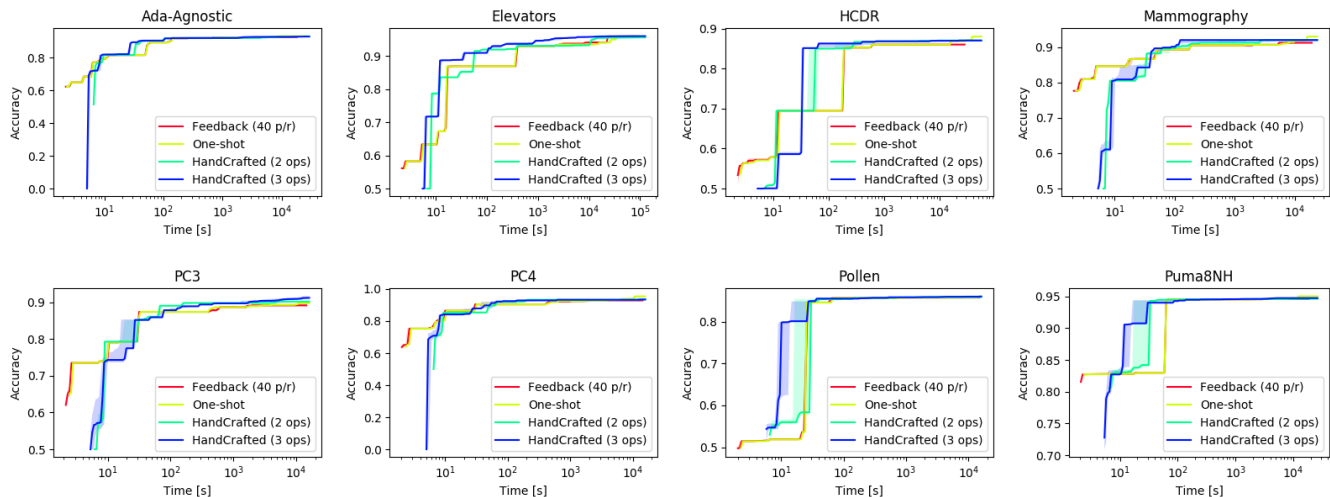 Ada-Agnostic
Accuracy
0.8
0.6
0.4
0.2
0.0
Feedback (40 p/r)
One-shot
HandCrafted (2 ops)
HandCrafted (3 ops)
10¹ 10² 10³ 10⁴
Time [s]
Elevators
Accuracy
0.9
0.8
0.7
0.6
0.5
Feedback (40 p/r)
One-shot
HandCrafted (2 ops)
HandCrafted (3 ops)
10¹ 10² 10³ 10⁴ 10⁵
Time [s]
HCDR
Accuracy
0.9
0.8
0.7
0.6
0.5
Feedback (40 p/r)
One-shot
HandCrafted (2 ops)
HandCrafted (3 ops)
10¹ 10² 10³ 10⁴
Time [s]
Mammography
Accuracy
0.9
0.8
0.7
0.6
0.5
Feedback (40 p/r)
One-shot
HandCrafted (2 ops)
HandCrafted (3 ops)
10¹ 10² 10³ 10⁴
Time [s]
PC3
Accuracy
0.9
0.8
0.7
0.6
0.5
Feedback (40 p/r)
One-shot
HandCrafted (2 ops)
HandCrafted (3 ops)
10¹ 10² 10³ 10⁴
Time [s]
PC4
Accuracy
1.0
0.8
0.6
0.4
0.2
0.0
Feedback (40 p/r)
One-shot
HandCrafted (2 ops)
HandCrafted (3 ops)
10¹ 10² 10³ 10⁴
Time [s]
Pollen
Accuracy
0.8
0.7
0.6
0.5
Feedback (40 p/r)
One-shot
HandCrafted (2 ops)
HandCrafted (3 ops)
10¹ 10² 10³ 10⁴
Time [s]
Puma8NH
Accuracy
0.95
0.90
0.85
0.80
0.75
0.70
Feedback (40 p/r)
One-shot
HandCrafted (2 ops)
HandCrafted (3 ops)
10¹ 10² 10³ 10⁴
Time [s]